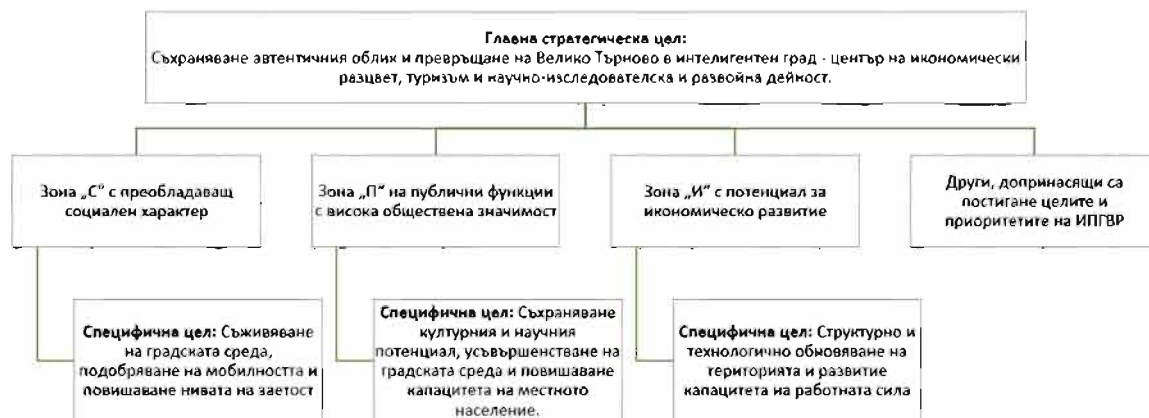 Главна стратегическа цел:
Съхраняване автентичния облик и превръщане на Велико Търново в интелигентен град - център на икономически
разцвет, туризъм и научно-изследователска и развойна дейност.
Зона „С“ с преобладаващ
социален характер
Зона „П“ на публични функции
с висока обществена значимост
Зона „И“ с потенциал за
икономическо развитие
Други, допринасящи са
постигане целите и
приоритетите на ИПГВР
Специфична цел: Съживяване
на градската среда,
подобряване на мобилността и
повишаване нивата на заетост
Специфична цел: Съхраняване
културния и научния
потенциал, усъвършенстване на
градската среда и повишаване
капацитета на местното
население.
Специфична цел: Структурно и
технологично обновяване на
територията и развитие
капацитета на работната сила